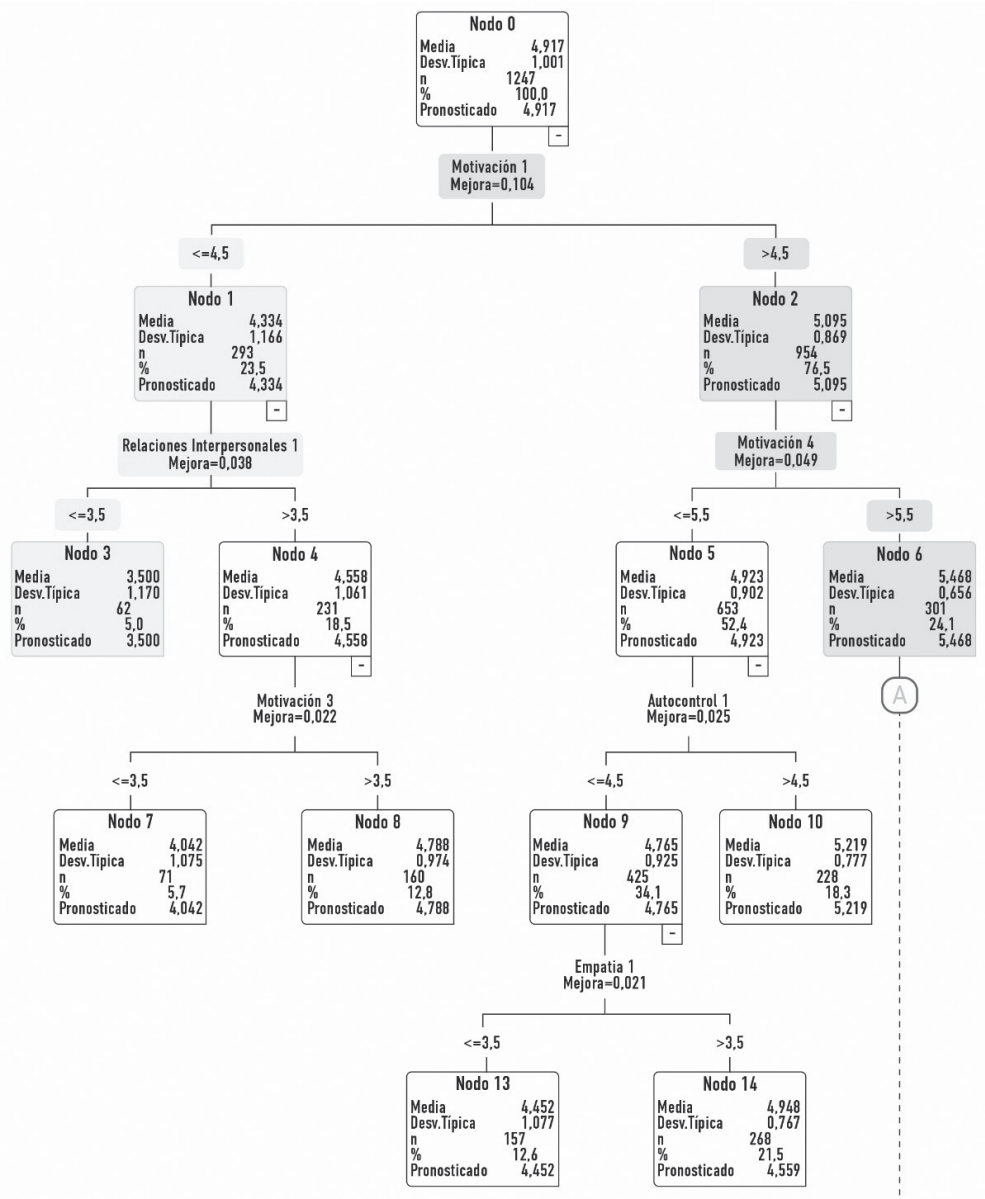 Nodo 0
Media 4,917
Desv.Típica 1,001
n 1247
% 100,0
Pronosticado 4,917
-
Motivación 1
Mejora=0,104
<=4,5
>4,5
Nodo 1
Media 4,334
Desv.Típica 1,166
n 293
% 23,5
Pronosticado 4,334
-
Nodo 2
Media 5,095
Desv.Típica 0,869
n 954
% 76,5
Pronosticado 5,095
-
Relaciones Interpersonales 1
Mejora=0,038
Motivación 4
Mejora=0,049
<=3,5
>3,5
<=5,5
>5,5
Nodo 3
Media 3,500
Desv.Típica 1,170
n 62
% 5,0
Pronosticado 3,500
Nodo 4
Media 4,558
Desv.Típica 1,061
n 231
% 18,5
Pronosticado 4,558
-
Nodo 5
Media 4,923
Desv.Típica 0,902
n 653
% 52,4
Pronosticado 4,923
-
Nodo 6
Media 5,468
Desv.Típica 0,656
n 301
% 24,1
Pronosticado 5,468
A
Motivación 3
Mejora=0,022
Autocontrol 1
Mejora=0,025
<=3,5
>3,5
<=4,5
>4,5
Nodo 7
Media 4,042
Desv.Típica 1,075
n 71
% 5,7
Pronosticado 4,042
Nodo 8
Media 4,788
Desv.Típica 0,974
n 160
% 12,8
Pronosticado 4,788
Nodo 9
Media 4,765
Desv.Típica 0,925
n 425
% 34,1
Pronosticado 4,765
-
Nodo 10
Media 5,219
Desv.Típica 0,777
n 228
% 18,3
Pronosticado 5,219
Empatia 1
Mejora=0,021
<=3,5
>3,5
Nodo 13
Media 4,452
Desv.Típica 1,077
n 157
% 12,6
Pronosticado 4,452
Nodo 14
Media 4,948
Desv.Típica 0,767
n 268
% 21,5
Pronosticado 4,559